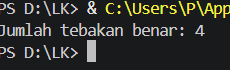 PS D:\LK> & C:\Users\P\App
Jumlah tebakan benar: 4
PS D:\LK>